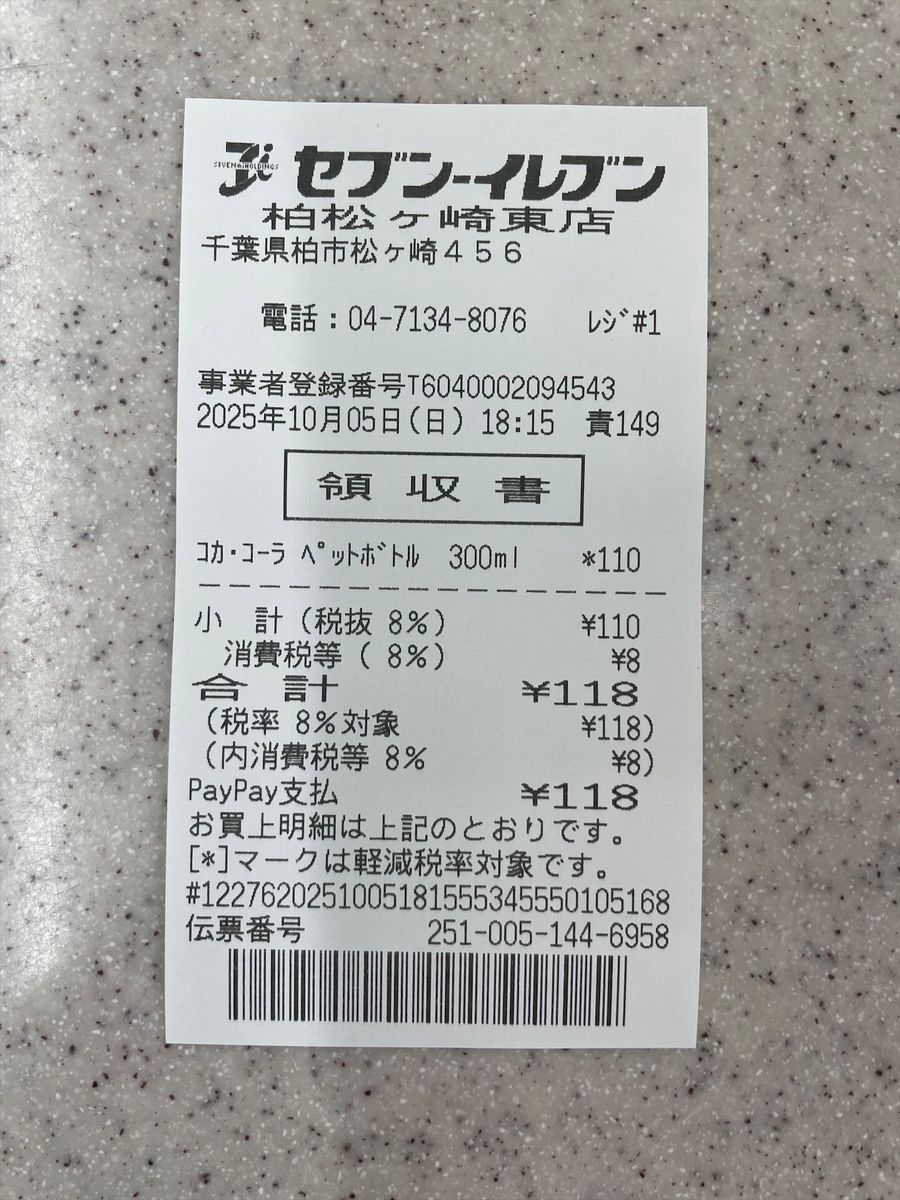 SEVEN&i HOLDINGS
セブン-イレブン
柏松ヶ崎東店
千葉県柏市松ヶ崎４５６
電話：04-7134-8076 ﾚｼﾞ#1
事業者登録番号T6040002094543
2025年10月05日(日) 18:15 責149
領収書
ｺｶ・ｺｰﾗ ﾍﾟｯﾄﾎﾞﾄﾙ 300ml *110
小 計(税抜 8%) ¥110
消費税等( 8%) ¥8
合 計 ¥118
(税率 8%対象 ¥118)
(内消費税等 8% ¥8)
PayPay支払 ¥118
お買上明細は上記のとおりです。
[*]マークは軽減税率対象です。
#1227620251005181555345550105168
伝票番号 251-005-144-6958